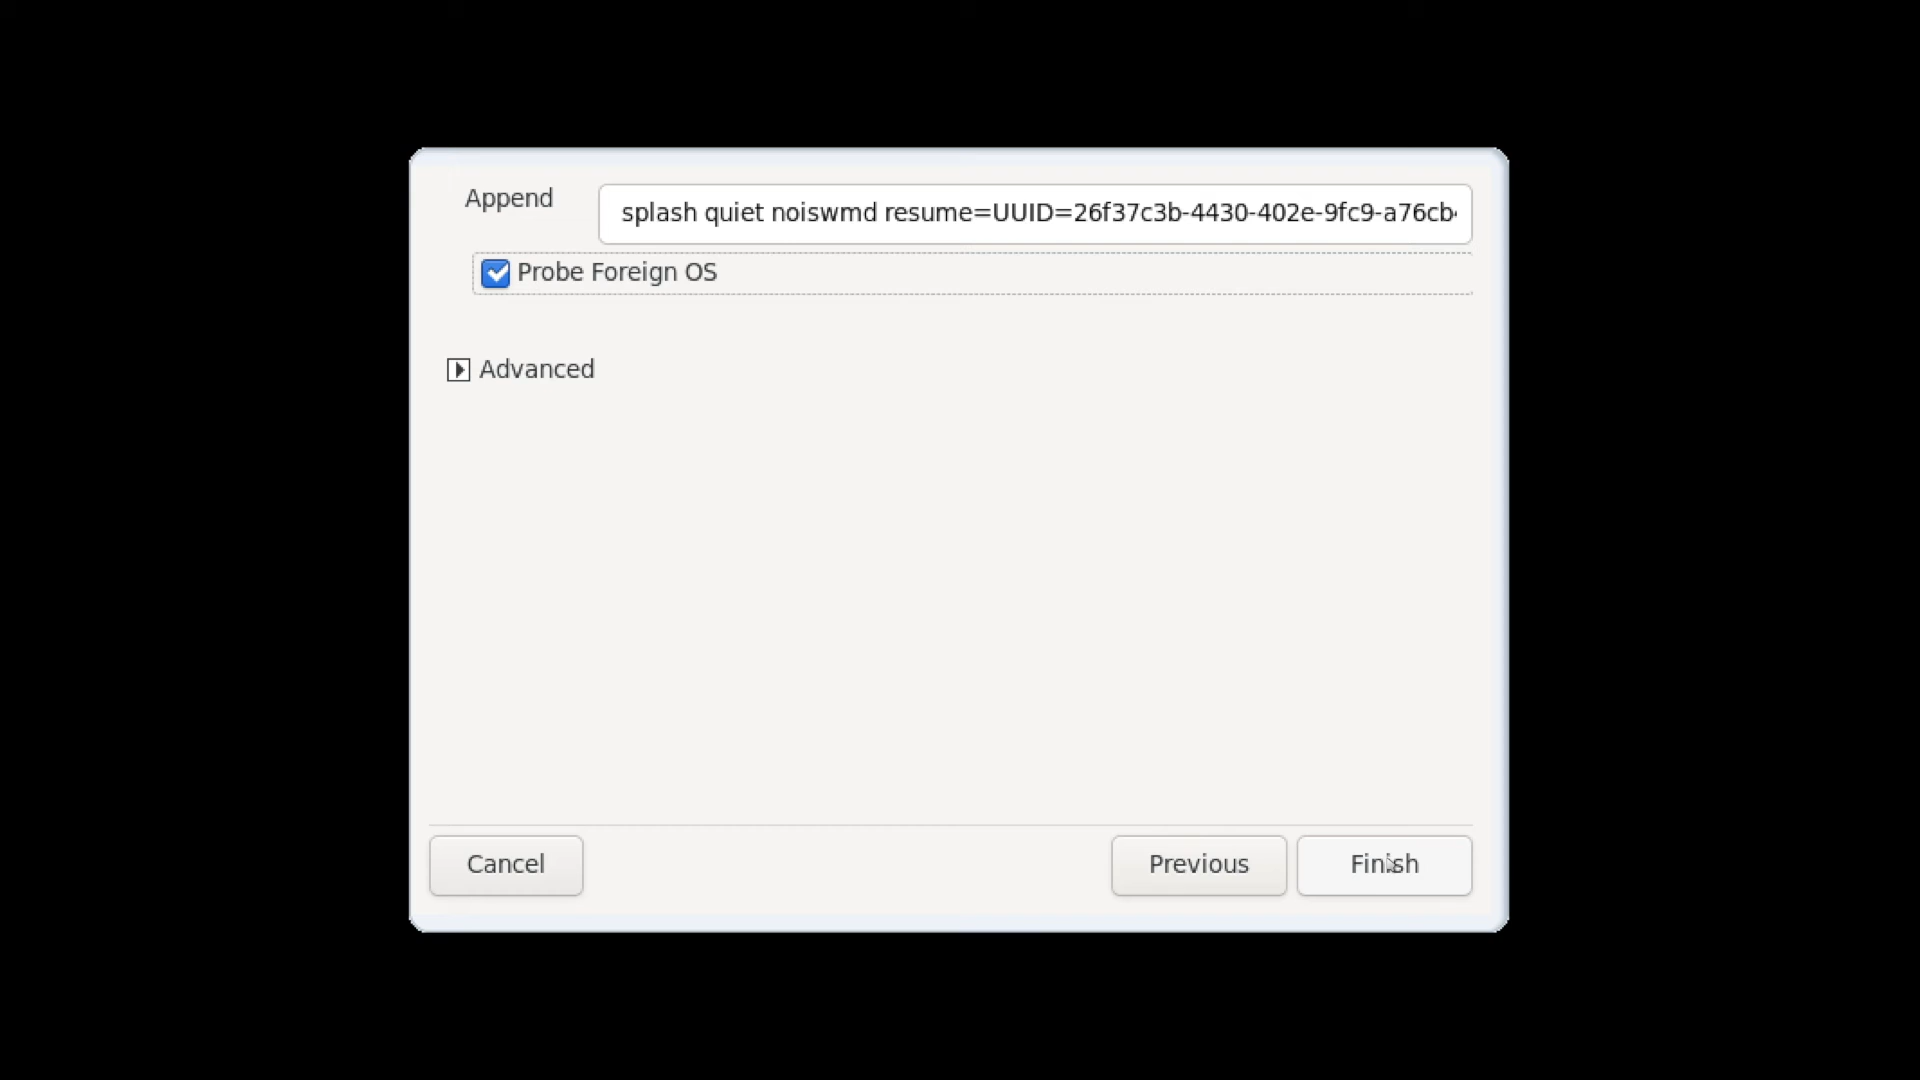 Append
splash quiet noiswmd resume=UUID=26f37c3b-4430-402e-9fc9-a76cb
Probe Foreign OS
Advanced
Cancel
Previous
Finish